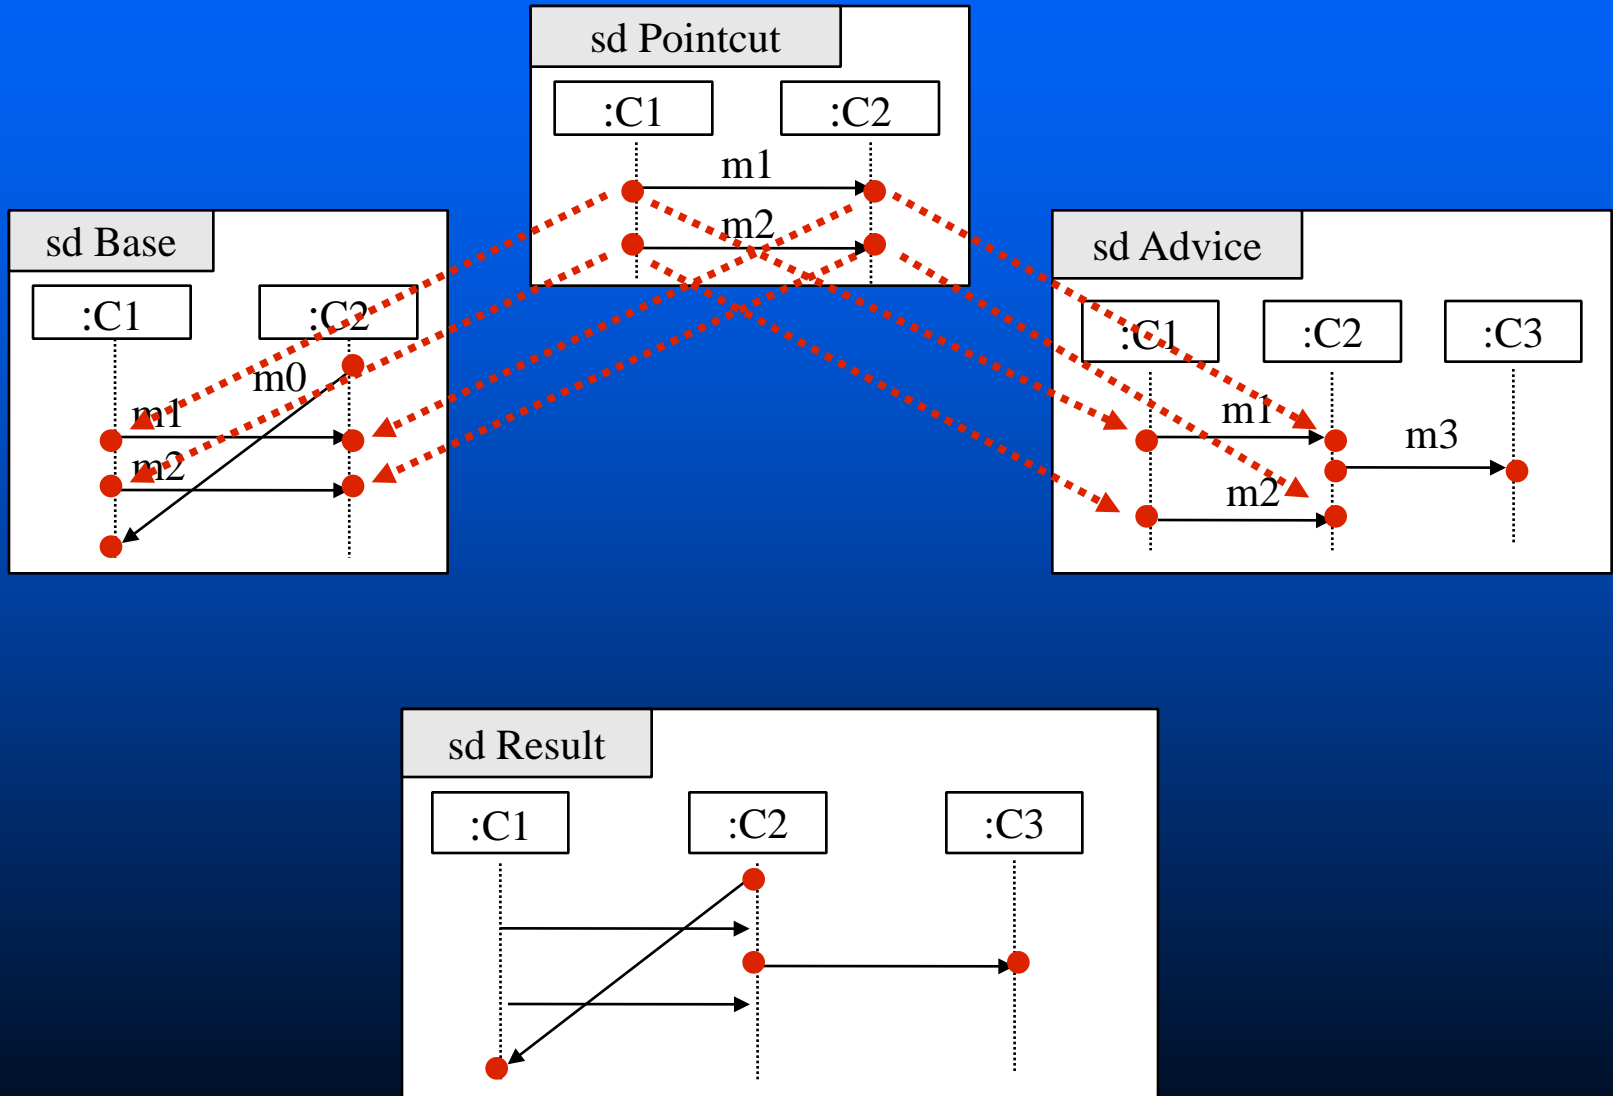 sd Pointcut
:C1
:C2
m1
m2
sd Base
:C1
:C2
m0
m1
m2
sd Advice
:C1
:C2
:C3
m1
m3
m2
sd Result
:C1
:C2
:C3